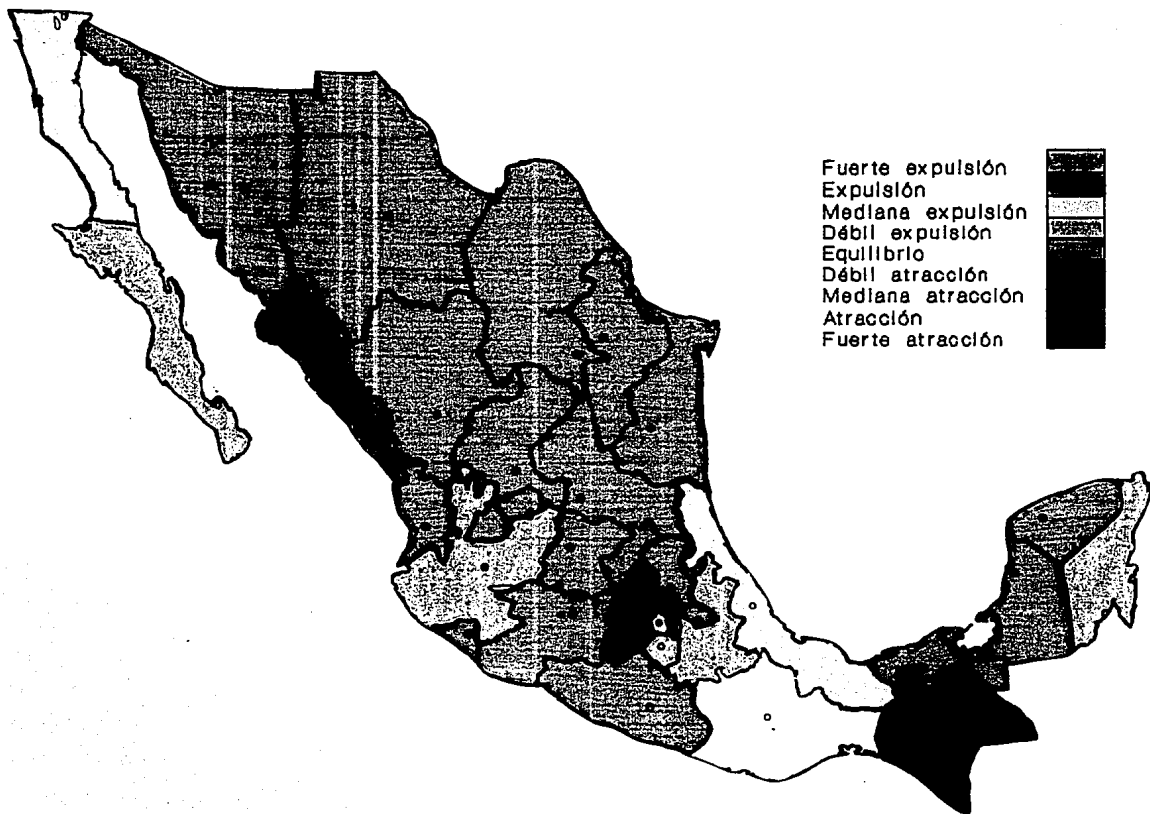 Fuerte expulsión
Expulsión
Mediana expulsión
Débil expulsión
Equilibrio
Débil atracción
Mediana atracción
Atracción
Fuerte atracción